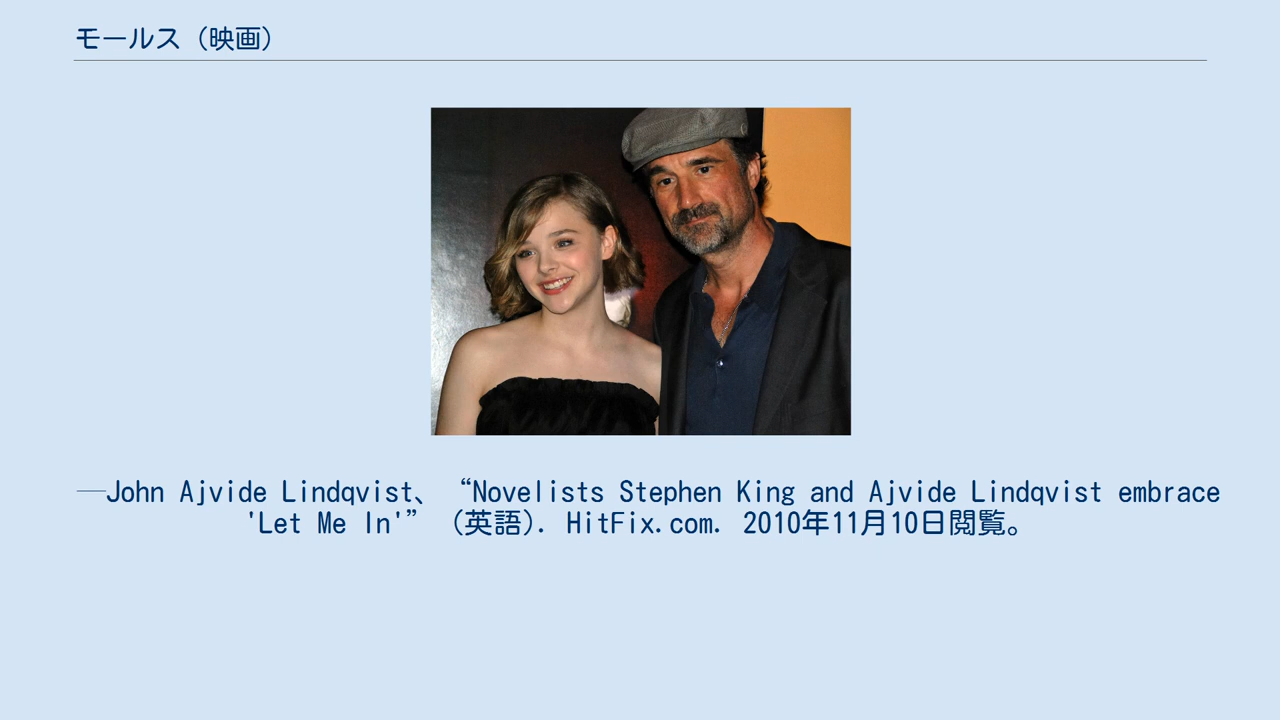 モールス（映画）
―John Ajvide Lindqvist、 “Novelists Stephen King and Ajvide Lindqvist embrace
'Let Me In'” (英語). HitFix.com. 2010年11月10日閲覧。